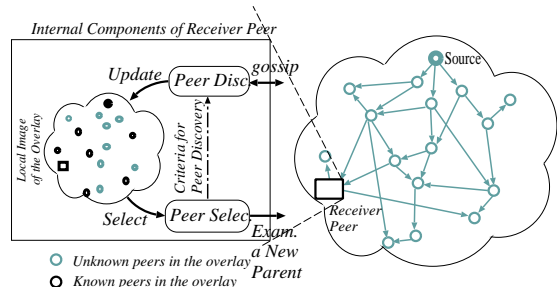 Internal Components of Receiver Peer
Update
Peer Disc
gossip
Source
Local Image
of the Overlay
Criteria for
Peer Discovery
Select
Peer Selec
Exam.
a New
Parent
Receiver
Peer
Unknown peers in the overlay
Known peers in the overlay